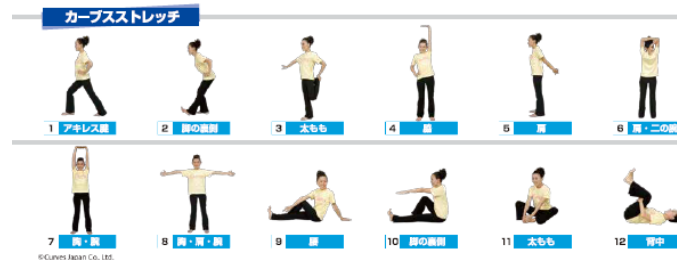 カーブスストレッチ
1 アキレス腱
2 脚の裏側
3 太もも
4 脇
5 肩
6 肩・二の腕
7 胸・腕
8 胸・肩・腕
9 腰
10 脚の裏側
11 太もも
12 背中
©Curves Japan Co., Ltd.